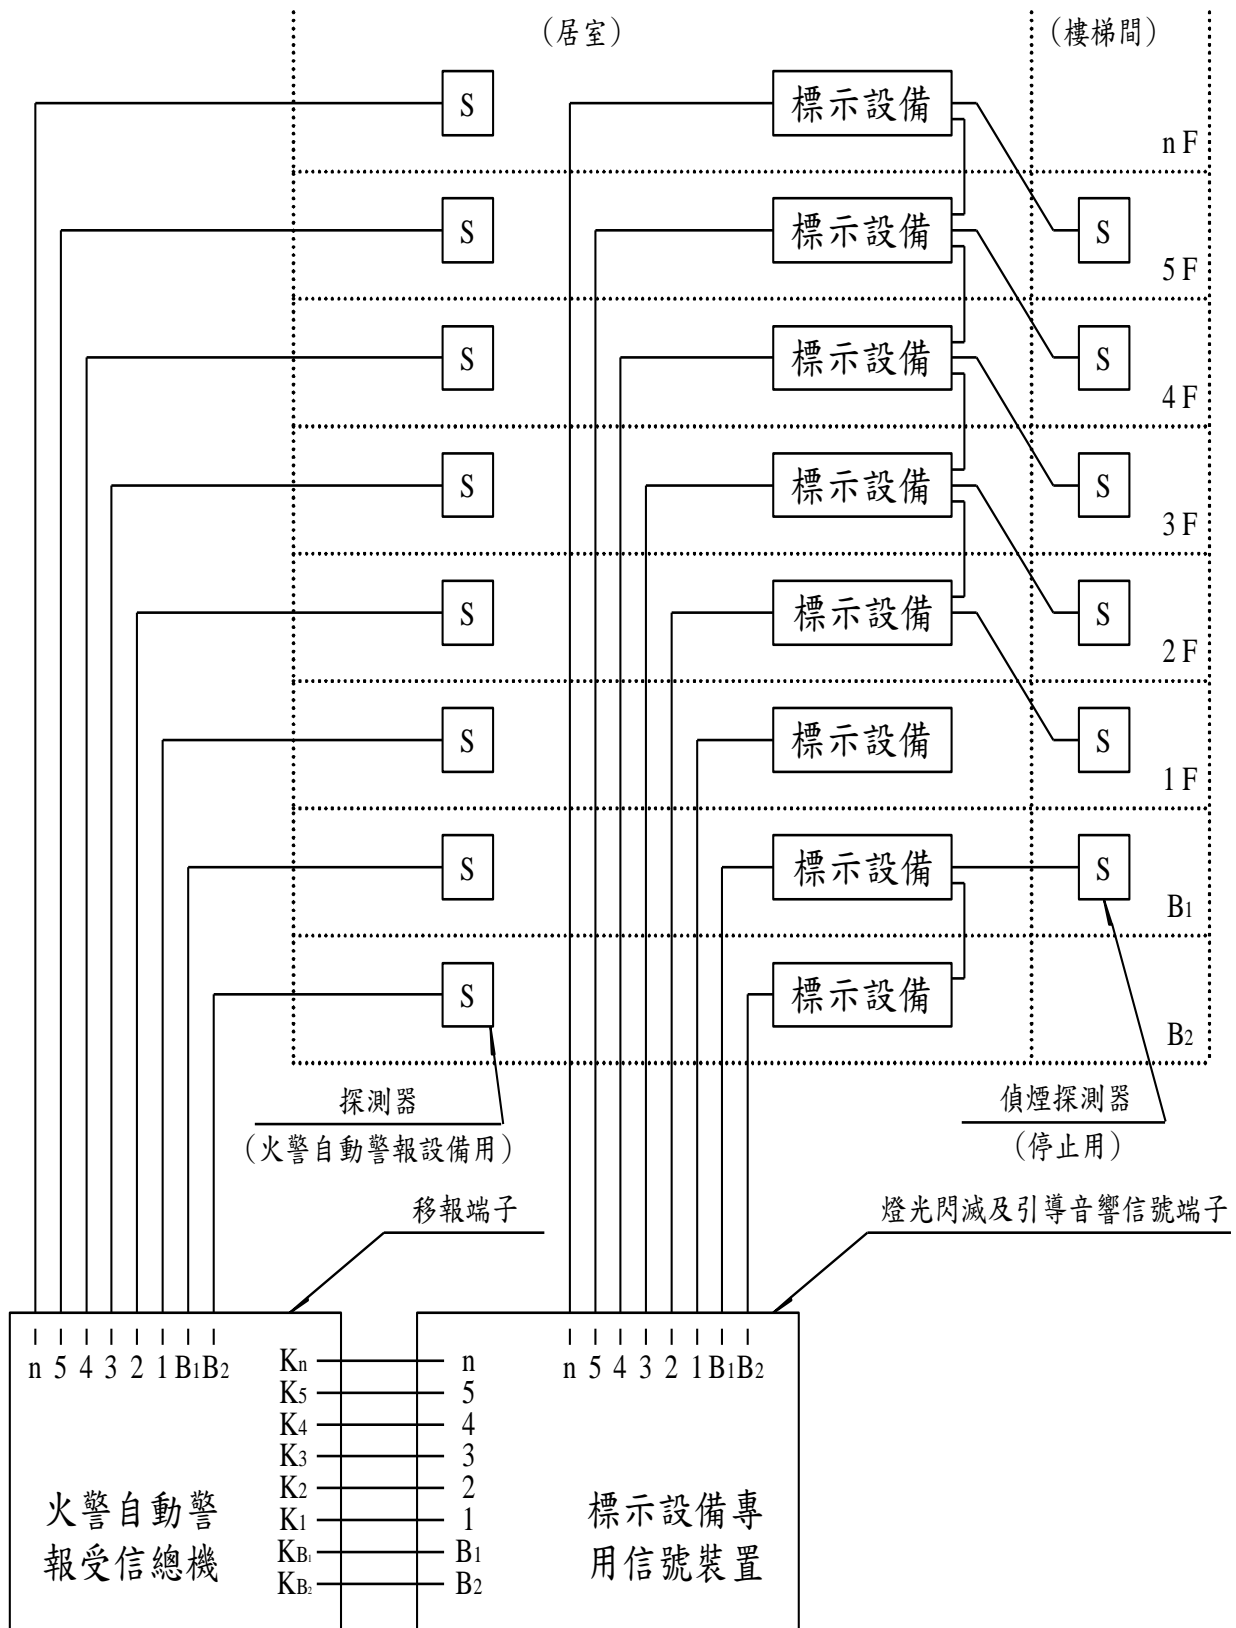 (居室) (樓梯間)
S 標示設備
n F
S 標示設備 S
5 F
S 標示設備 S
4 F
S 標示設備 S
3 F
S 標示設備 S
2 F
S 標示設備 S
1 F
S 標示設備 S
B1
S 標示設備
B2
探測器
(火警自動警報設備用)
偵煙探測器
(停止用)
移報端子
燈光閃滅及引導音響信號端子
n 5 4 3 2 1 B1 B2
Kn n
K5 5
K4 4
K3 3
K2 2
K1 1
KB1 B1
KB2 B2
火警自動警
報受信總機
n 5 4 3 2 1 B1 B2
標示設備專
用信號裝置